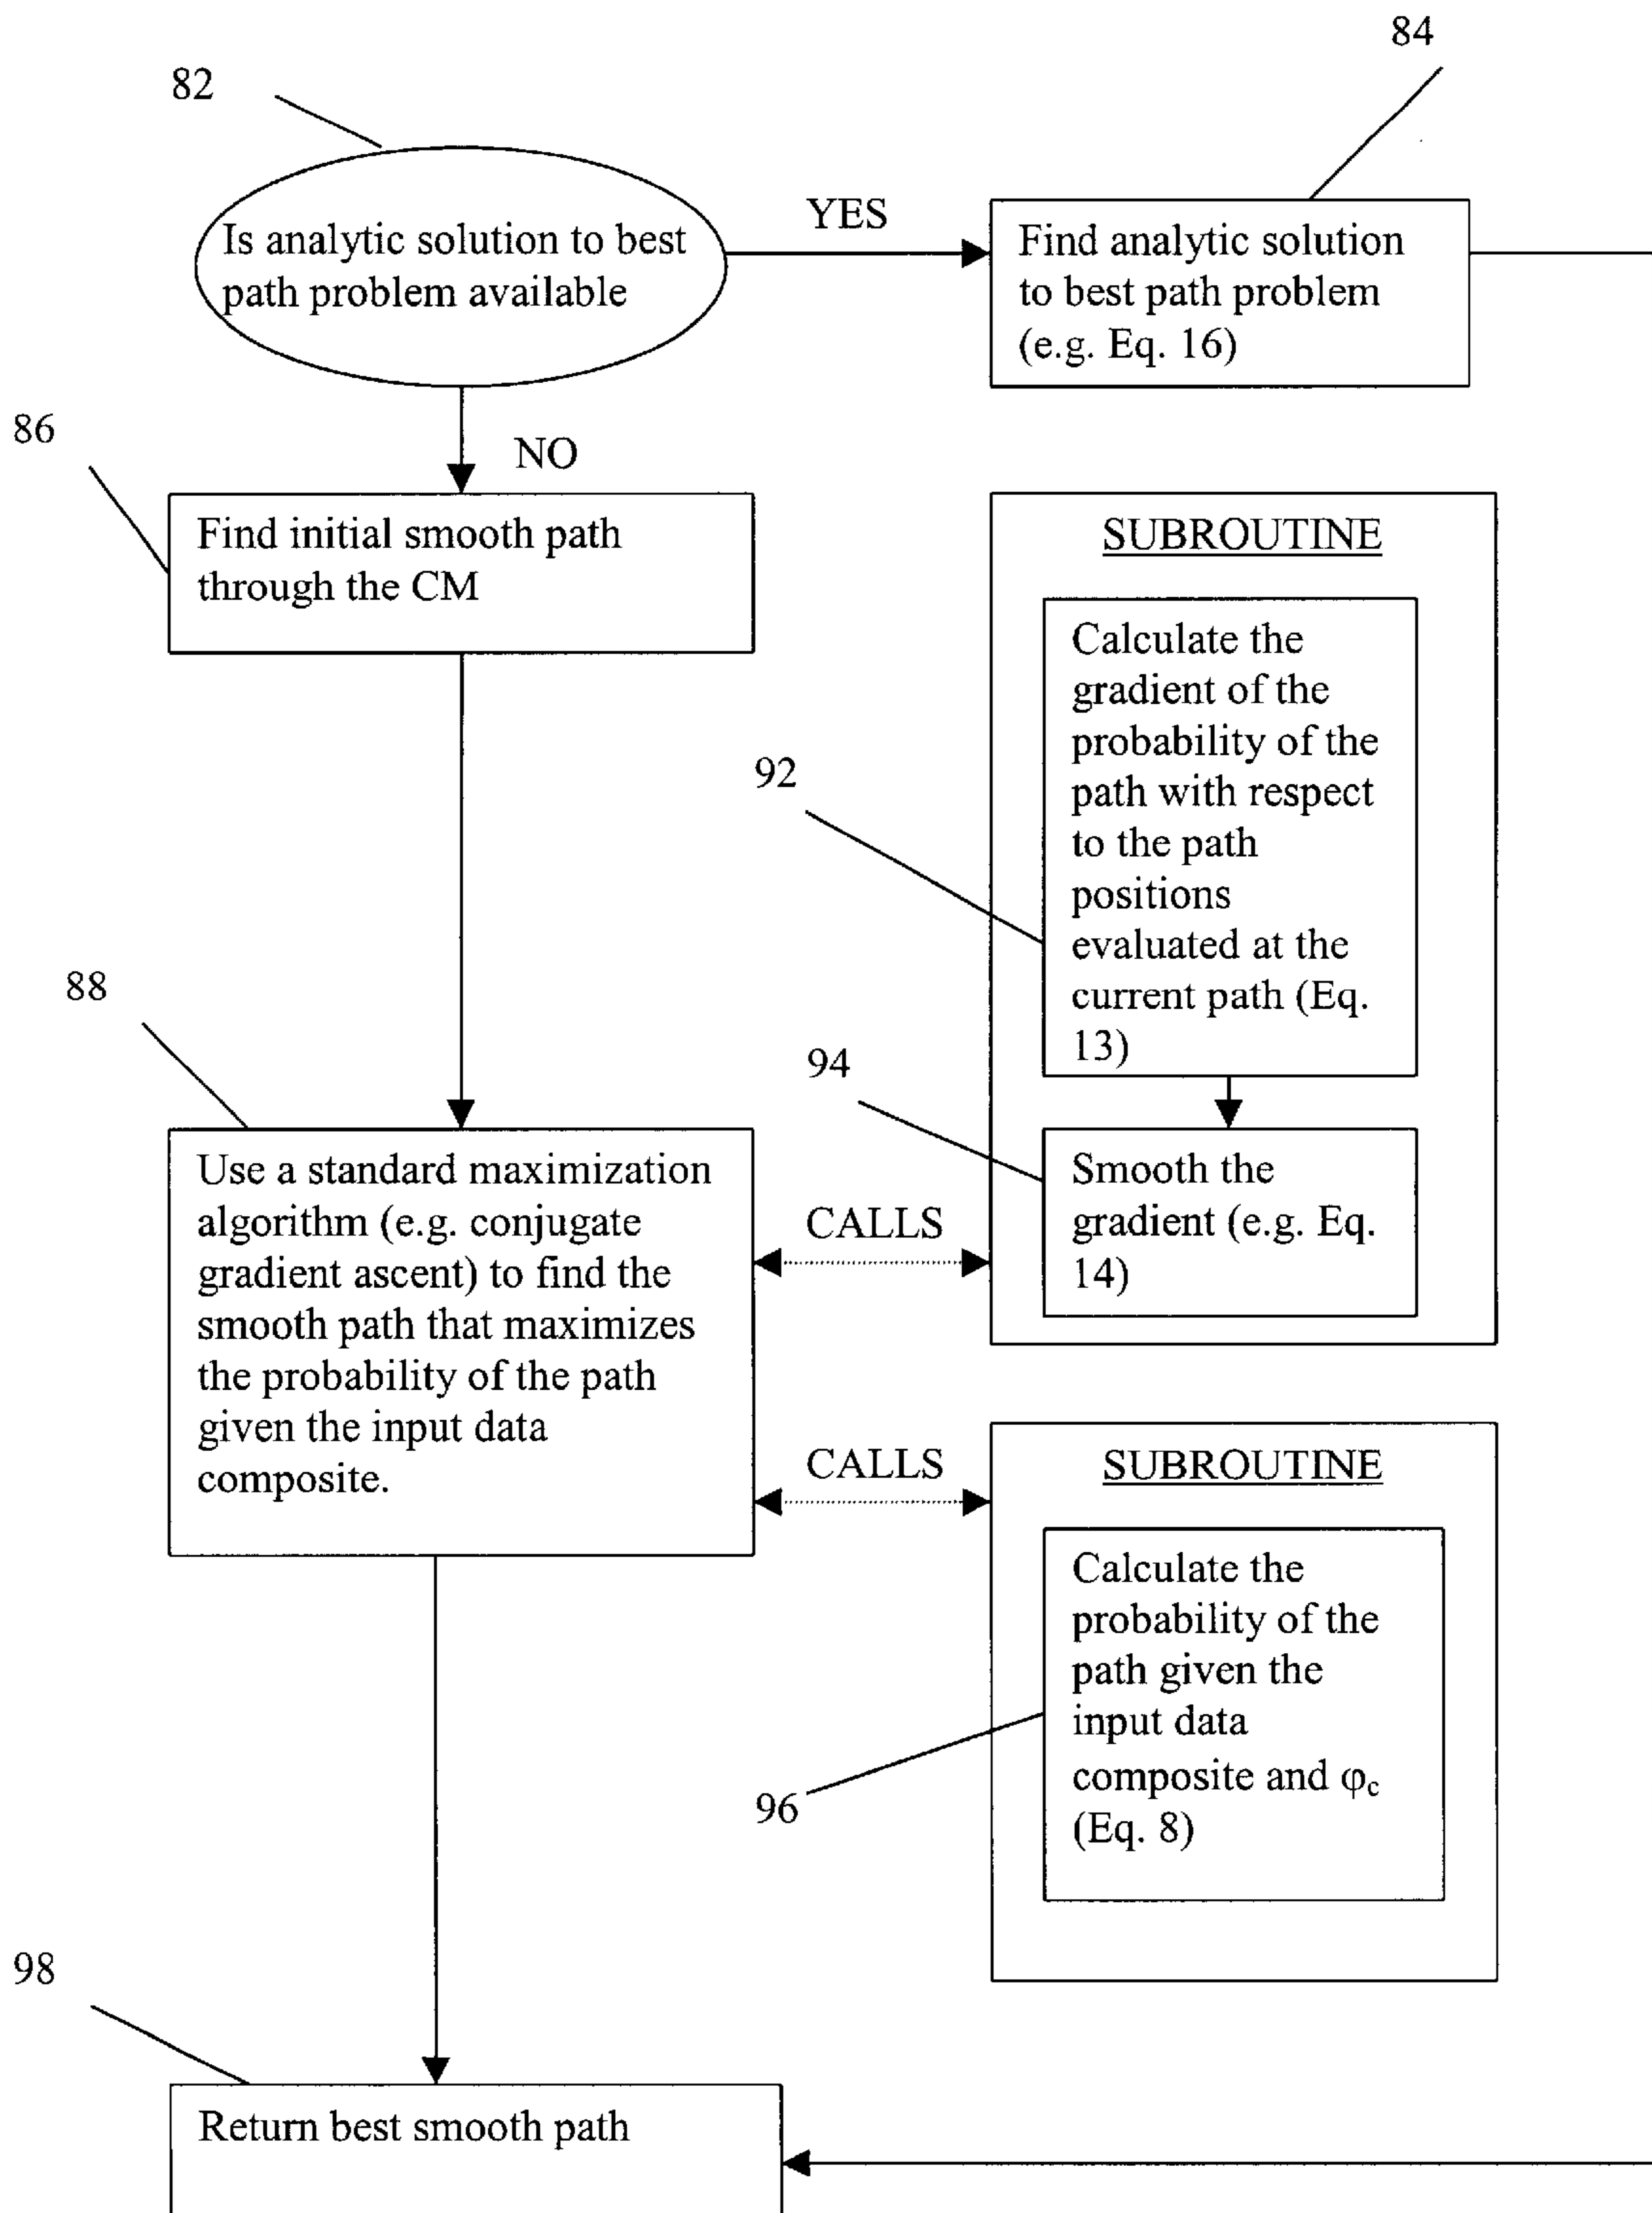 84
82
YES
Is analytic solution to best
path problem available
Find analytic solution
to best path problem
(e.g. Eq. 16)
86
NO
Find initial smooth path
through the CM
SUBROUTINE
Calculate the
gradient of the
probability of the
path with respect
to the path
positions
evaluated at the
current path (Eq.
13)
92
88
94
Use a standard maximization
algorithm (e.g. conjugate
gradient ascent) to find the
smooth path that maximizes
the probability of the path
given the input data
composite.
CALLS
Smooth the
gradient (e.g. Eq.
14)
CALLS
SUBROUTINE
Calculate the
probability of the
path given the
input data
composite and φc
(Eq. 8)
96
98
Return best smooth path